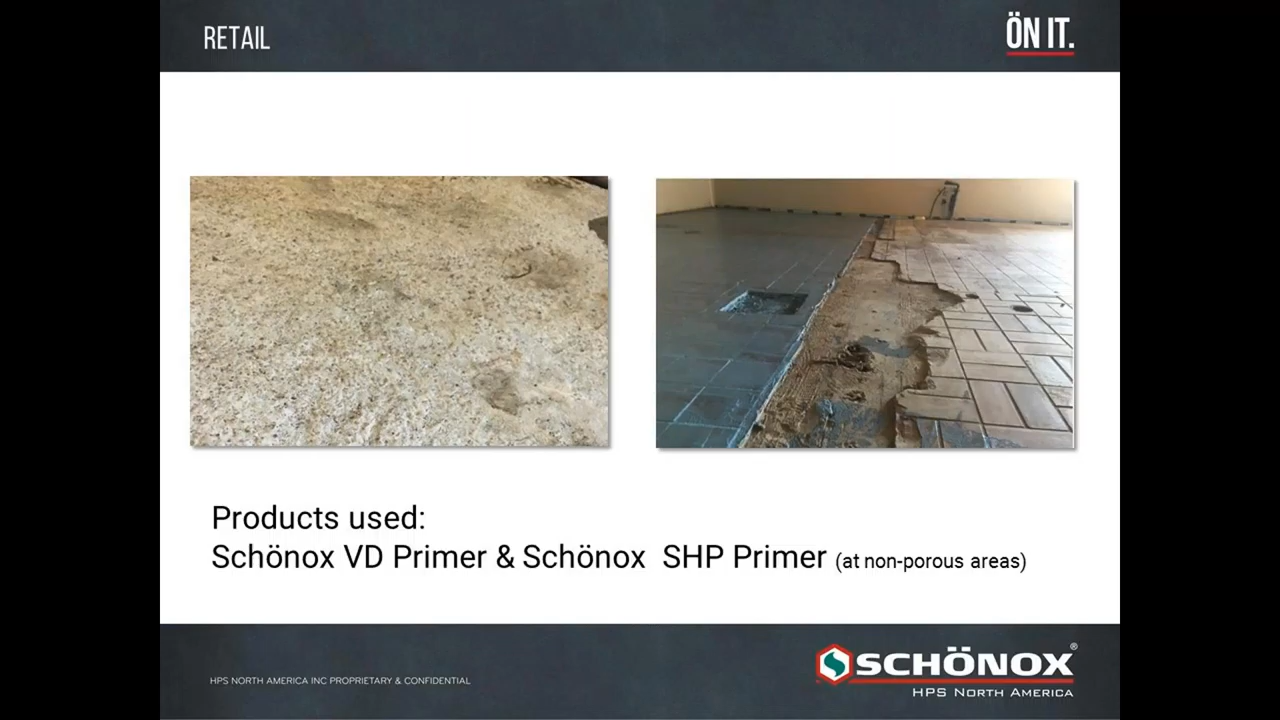 RETAIL
ÖN IT.
Products used:
Schönox VD Primer & Schönox  SHP Primer (at non-porous areas)
HPS NORTH AMERICA INC PROPRIETARY & CONFIDENTIAL
SCHÖNOX®
HPS NORTH AMERICA